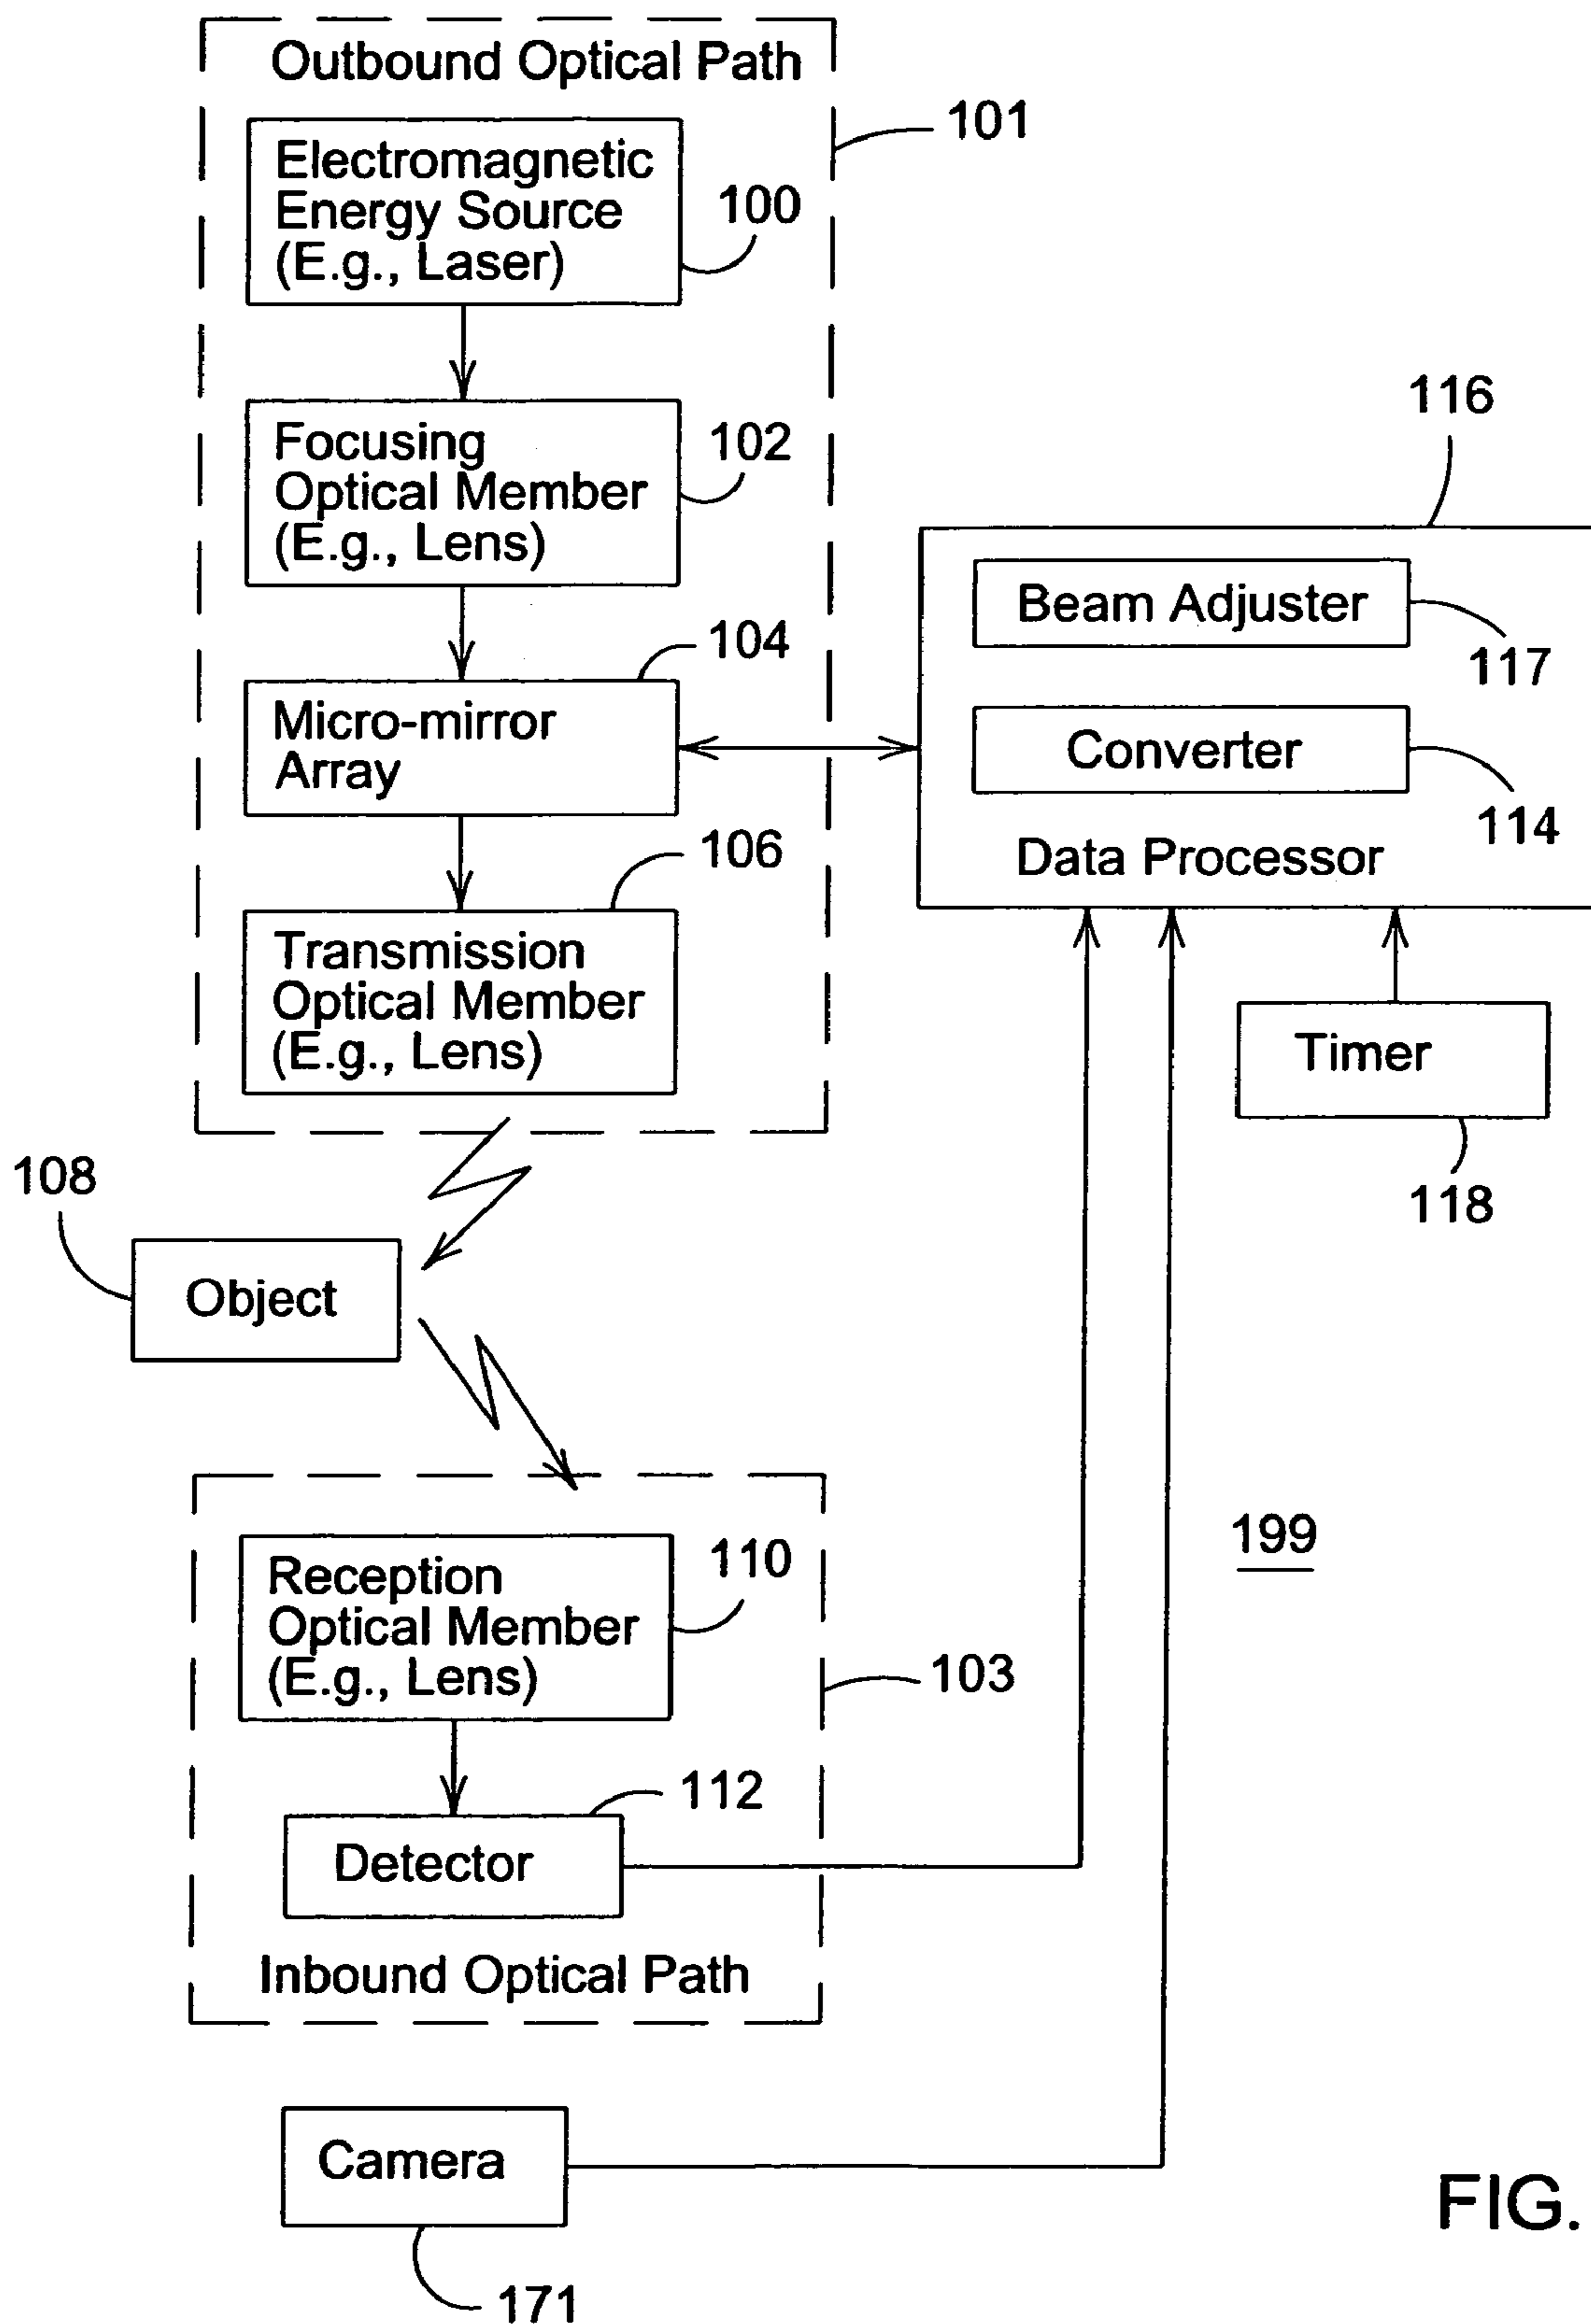 Outbound Optical Path
101
Electromagnetic
Energy Source
(E.g., Laser)
100
Focusing
Optical Member
(E.g., Lens)
102
116
Beam Adjuster
117
104
Micro-mirror
Array
Converter
114
Data Processor
106
Transmission
Optical Member
(E.g., Lens)
Timer
118
108
Object
199
Reception
Optical Member
(E.g., Lens)
110
103
112
Detector
Inbound Optical Path
Camera
171
FIG.